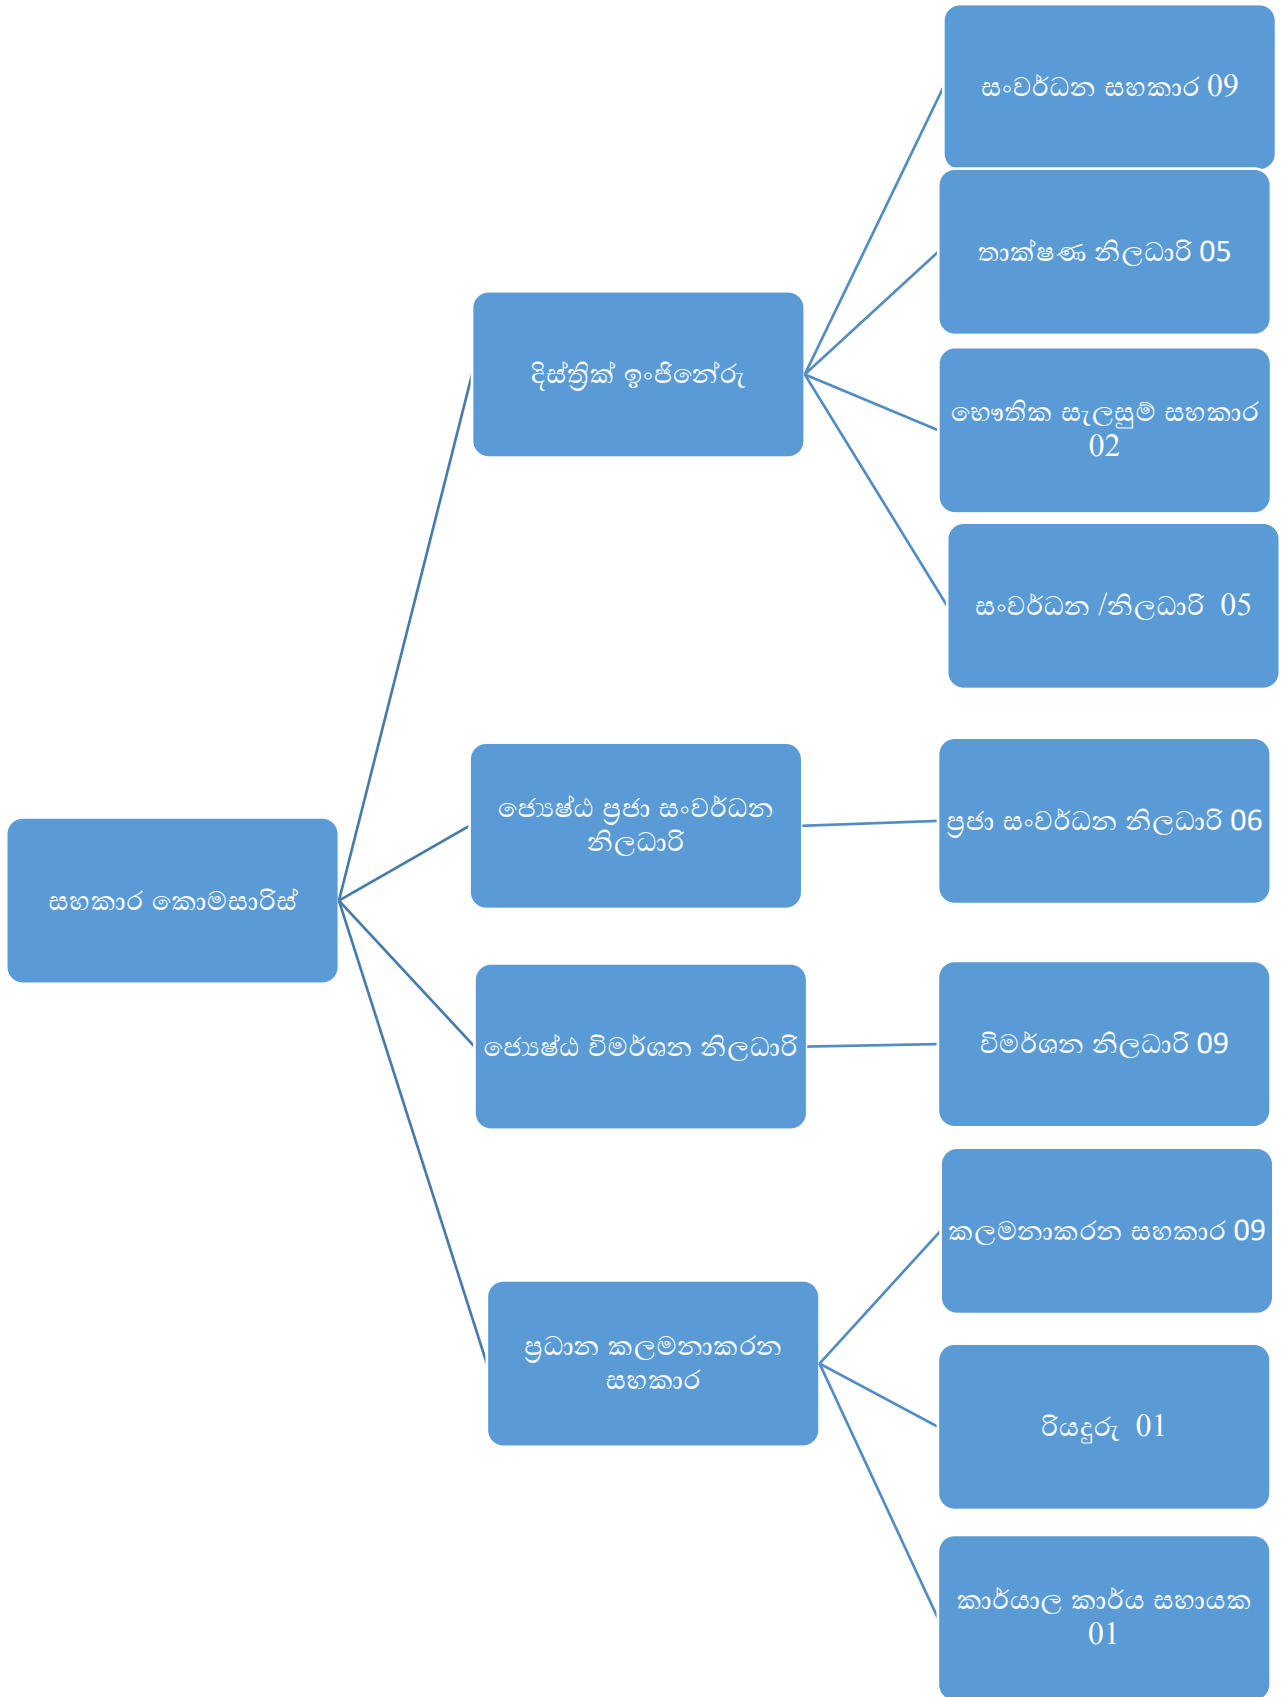 සංවර්ධන සහකාර 09
තාක්ෂණ නිලධාරි 05
දිස්ත්‍රික් ඉංජිනේරු
භෞතික සැලසුම් සහකාර
02
සංවර්ධන /නිලධාරි 05
ජ්‍යෙෂ්ඨ ප්‍රජා සංවර්ධන
නිලධාරි
ප්‍රජා සංවර්ධන නිලධාරි 06
සහකාර කොමසාරිස්
ජ්‍යෙෂ්ඨ විමර්ශන නිලධාරි
විමර්ශන නිලධාරි 09
කලමනාකරන සහකාර 09
ප්‍රධාන කලමනාකරන
සහකාර
රියදුරු 01
කාර්යාල කාර්ය සහායක
01